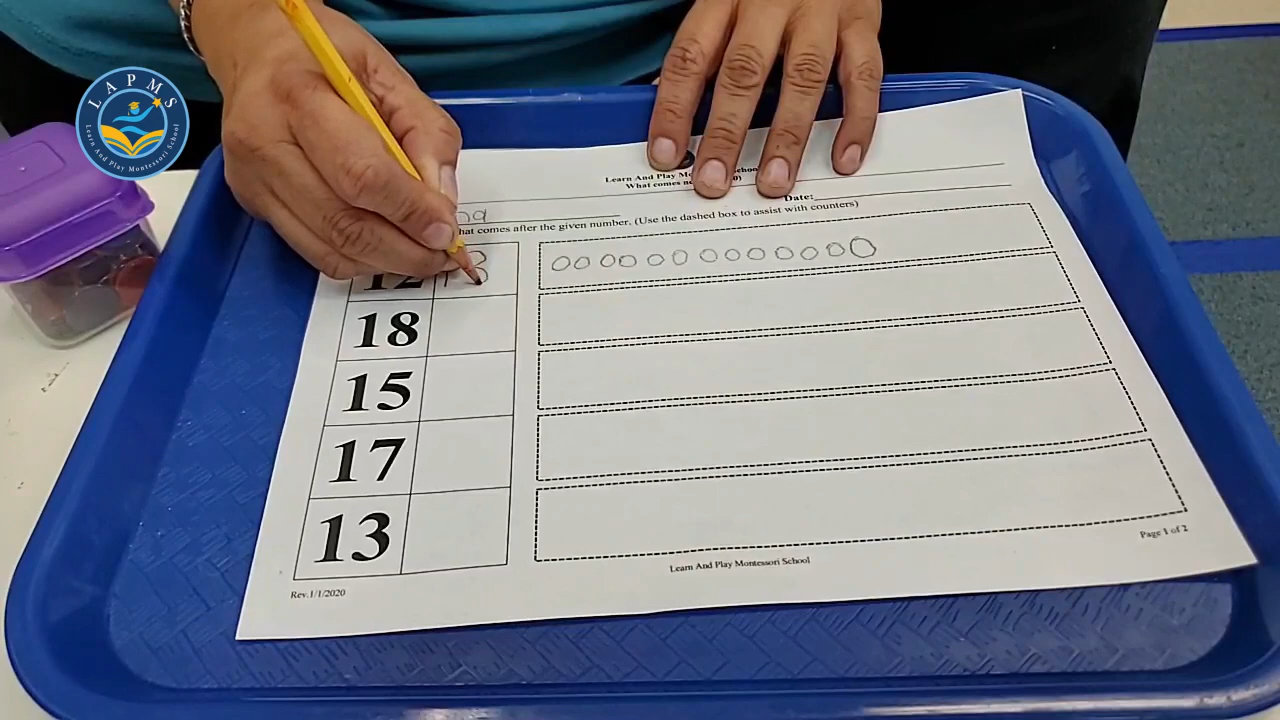 LAPMS
Learn And Play Montessori School
Learn And Play
What comes
Date:
hat comes after the given number. (Use the dashed box to assist with counters)
12 13
18
15
17
13
Learn And Play Montessori School
Page 1 of 2
Rev.1/1/2020